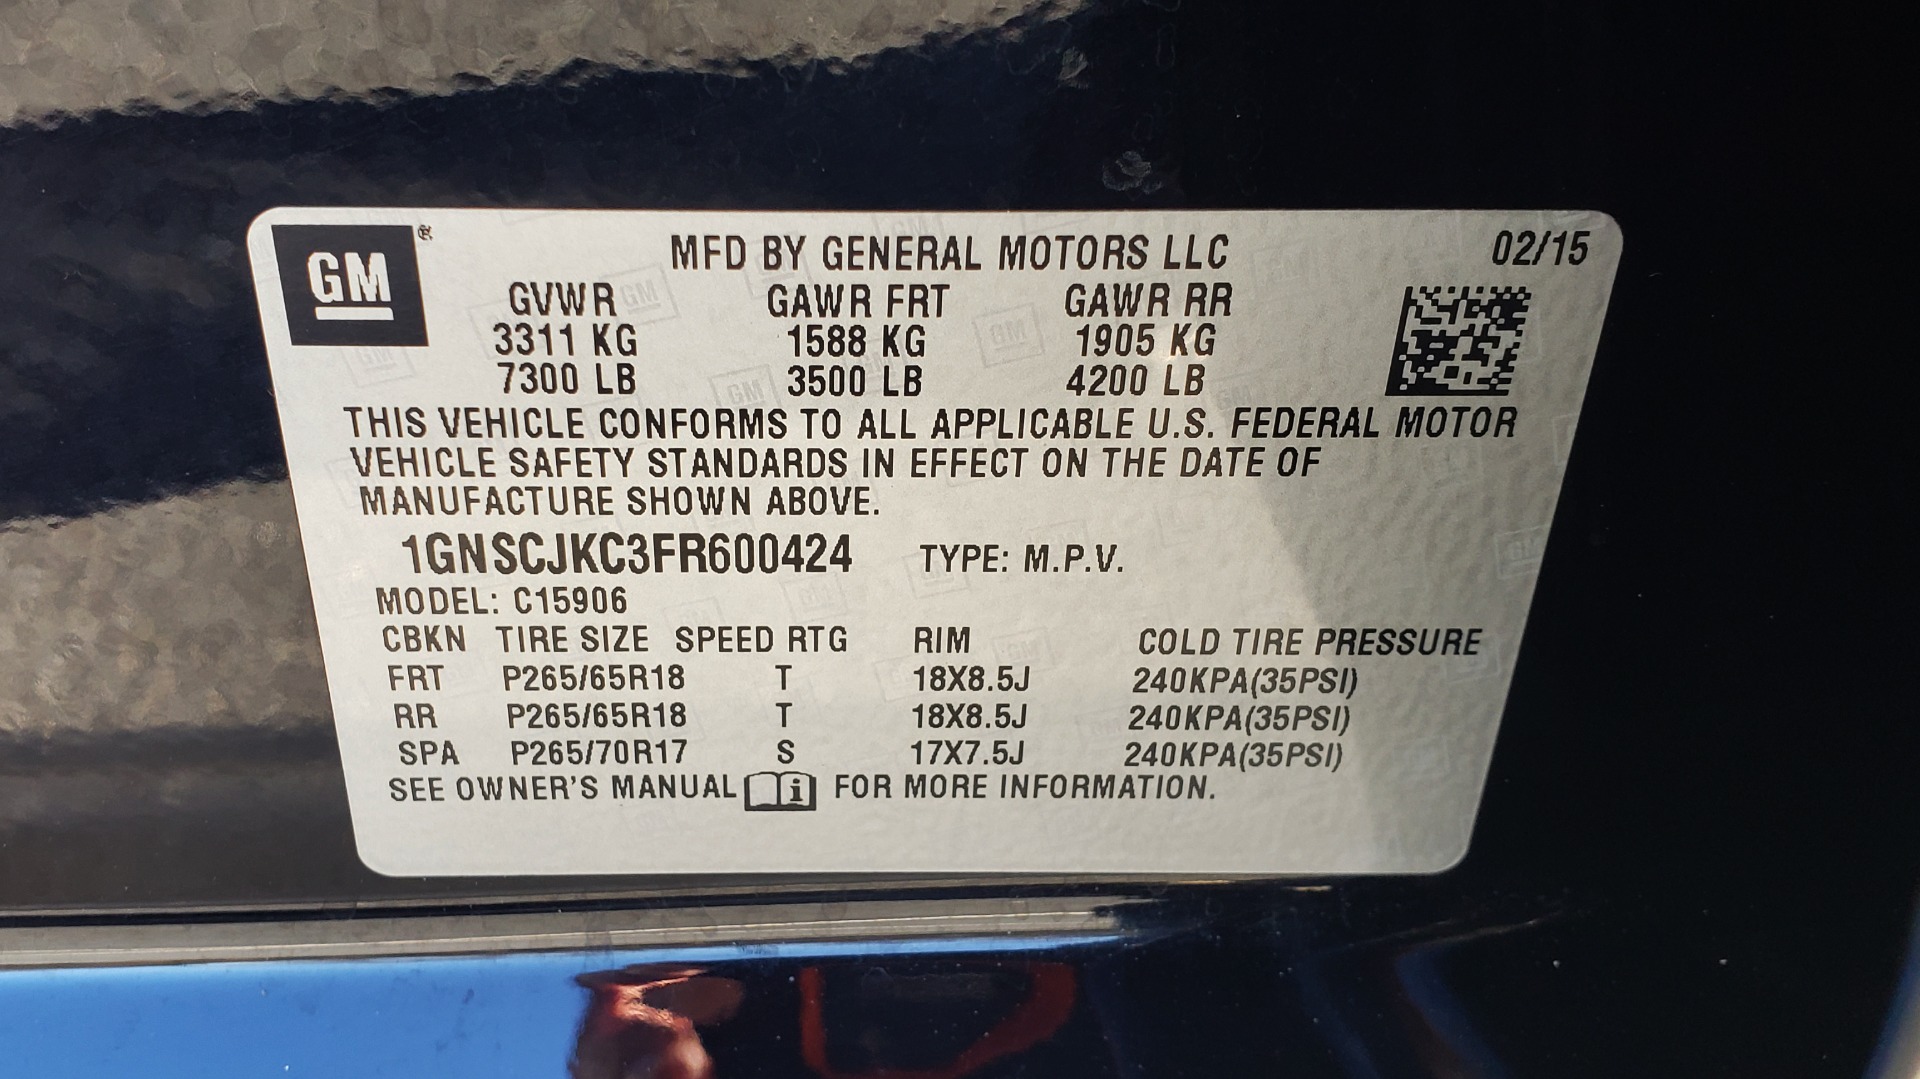 GM ®
MFD BY GENERAL MOTORS LLC 02/15
GVWR GAWR FRT GAWR RR
3311 KG 1588 KG 1905 KG
7300 LB 3500 LB 4200 LB
THIS VEHICLE CONFORMS TO ALL APPLICABLE U.S. FEDERAL MOTOR
VEHICLE SAFETY STANDARDS IN EFFECT ON THE DATE OF
MANUFACTURE SHOWN ABOVE.
1GNSCJKC3FR600424 TYPE: M.P.V.
MODEL: C15906
CBKN TIRE SIZE SPEED RTG RIM COLD TIRE PRESSURE
FRT P265/65R18 T 18X8.5J 240KPA(35PSI)
RR P265/65R18 T 18X8.5J 240KPA(35PSI)
SPA P265/70R17 S 17X7.5J 240KPA(35PSI)
SEE OWNER'S MANUAL i FOR MORE INFORMATION.